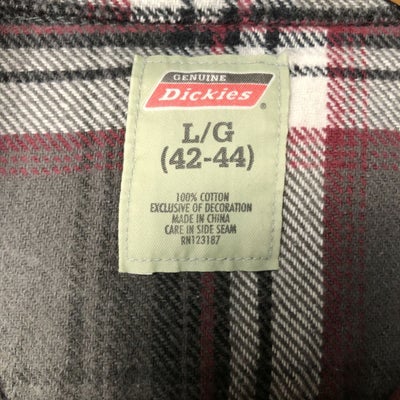 GENUINE
Dickies®
L/G
(42-44)
100% COTTON
EXCLUSIVE OF DECORATION
MADE IN CHINA
CARE IN SIDE SEAM
RN123187